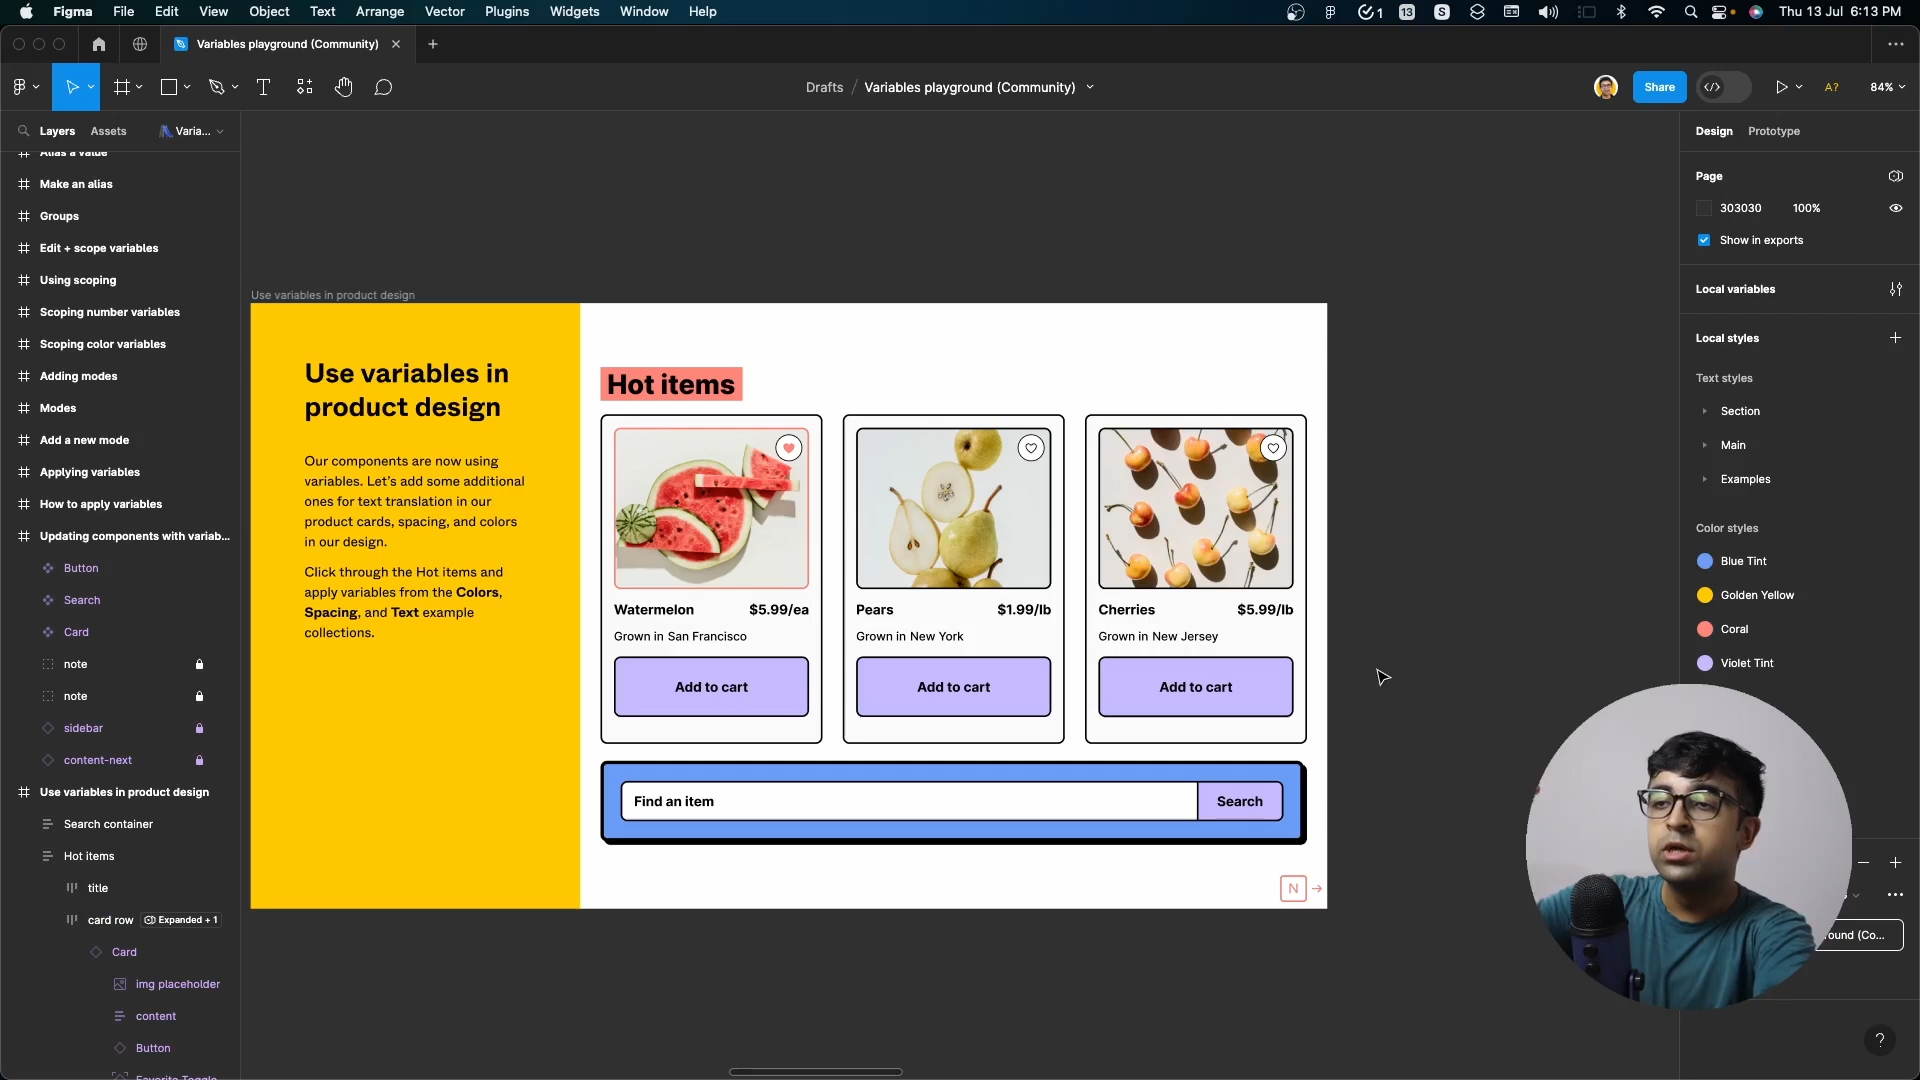 Figma File Edit View Object Text Arrange Vector Plugins Widgets Window Help
1 13 S Thu 13 Jul 6:13 PM
Variables playground (Community)
Drafts / Variables playground (Community)
Share
A?
84%
Layers Assets Varia...
Alias a value
Make an alias
Groups
Edit + scope variables
Using scoping
Scoping number variables
Scoping color variables
Adding modes
Modes
Add a new mode
Applying variables
How to apply variables
Updating components with variab...
Button
Search
Card
note
note
sidebar
content-next
Use variables in product design
Search container
Hot items
title
card row Expanded + 1
Card
img placeholder
content
Button
Favorite Toggle
Use variables in product design
Use variables in
product design
Our components are now using
variables. Let’s add some additional
ones for text translation in our
product cards, spacing, and colors
in our design.
Click through the Hot items and
apply variables from the Colors,
Spacing, and Text example
collections.
Hot items
Watermelon $5.99/ea
Grown in San Francisco
Add to cart
Pears $1.99/lb
Grown in New York
Add to cart
Cherries $5.99/lb
Grown in New Jersey
Add to cart
Find an item
Search
N
Design Prototype
Page
303030 100%
Show in exports
Local variables
Local styles
Text styles
Section
Main
Examples
Color styles
Blue Tint
Golden Yellow
Coral
Violet Tint
(Co...
?